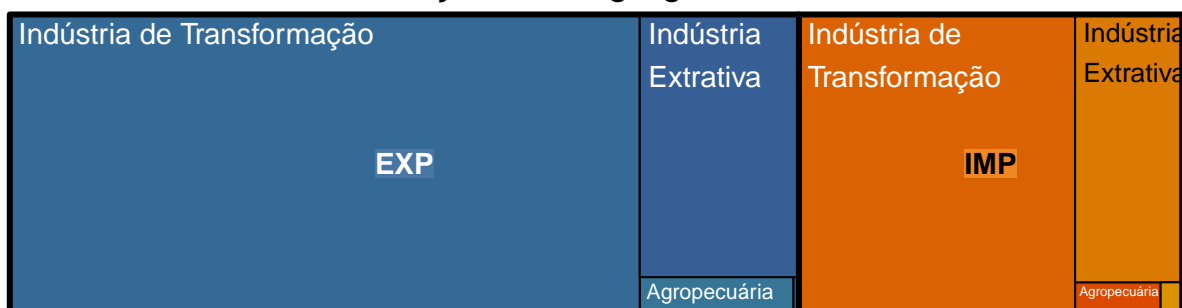 Indústria de Transformação
EXP
Indústria
Extrativa
Agropecuária
Indústria de
Transformação
IMP
Indústria
Extrativa
Agropecuária